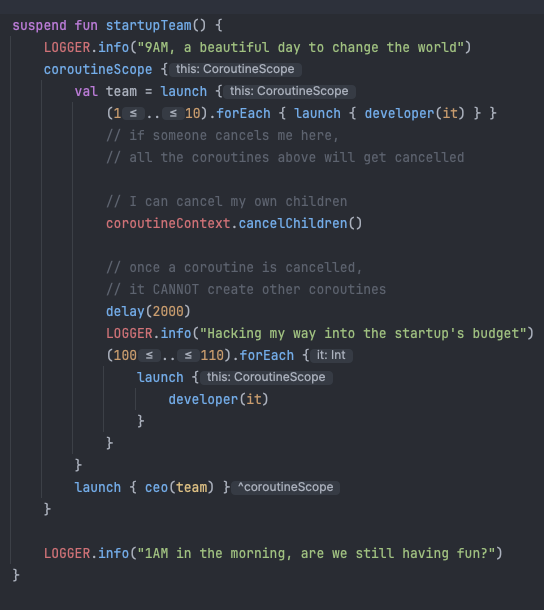 suspend fun startupTeam() {
LOGGER.info("9AM, a beautiful day to change the world")
coroutineScope { this: CoroutineScope
val team = launch { this: CoroutineScope
(1 ≤ .. ≤ 10).forEach { launch { developer(it) } }
// if someone cancels me here,
// all the coroutines above will get cancelled
// I can cancel my own children
coroutineContext.cancelChildren()
// once a coroutine is cancelled,
// it CANNOT create other coroutines
delay(2000)
LOGGER.info("Hacking my way into the startup's budget")
(100 ≤ .. ≤ 110).forEach { it: Int
launch { this: CoroutineScope
developer(it)
}
}
}
launch { ceo(team) } ^coroutineScope
}
LOGGER.info("1AM in the morning, are we still having fun?")
}